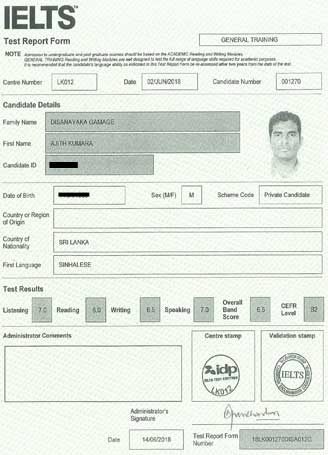 IELTS™
Test Report Form GENERAL TRAINING
NOTE Admission to undergraduate and post graduate courses should be based on the ACADEMIC Reading and Writing Modules.
GENERAL TRAINING Reading and Writing Modules are not designed to test the full range of language skills required for academic purposes.
It is recommended that the candidate's language ability as indicated in this Test Report Form be re-assessed after two years from the date of the test.
Centre Number LK012 Date 02/JUN/2018 Candidate Number 001270
Candidate Details
Family Name DISANAYAKA GAMAGE
First Name AJITH KUMARA
Candidate ID
Date of Birth Sex (M/F) M Scheme Code Private Candidate
Country or Region
of Origin
Country of
Nationality SRI LANKA
First Language SINHALESE
Test Results
Listening 7.0 Reading 6.0 Writing 6.5 Speaking 7.0 Overall Band Score 6.5 CEFR Level B2
Administrator Comments Centre stamp Validation stamp
idp
IELTS TEST CENTRE
LK012
IELTS
Administrator's
Signature
Date 14/06/2018 Test Report Form
Number